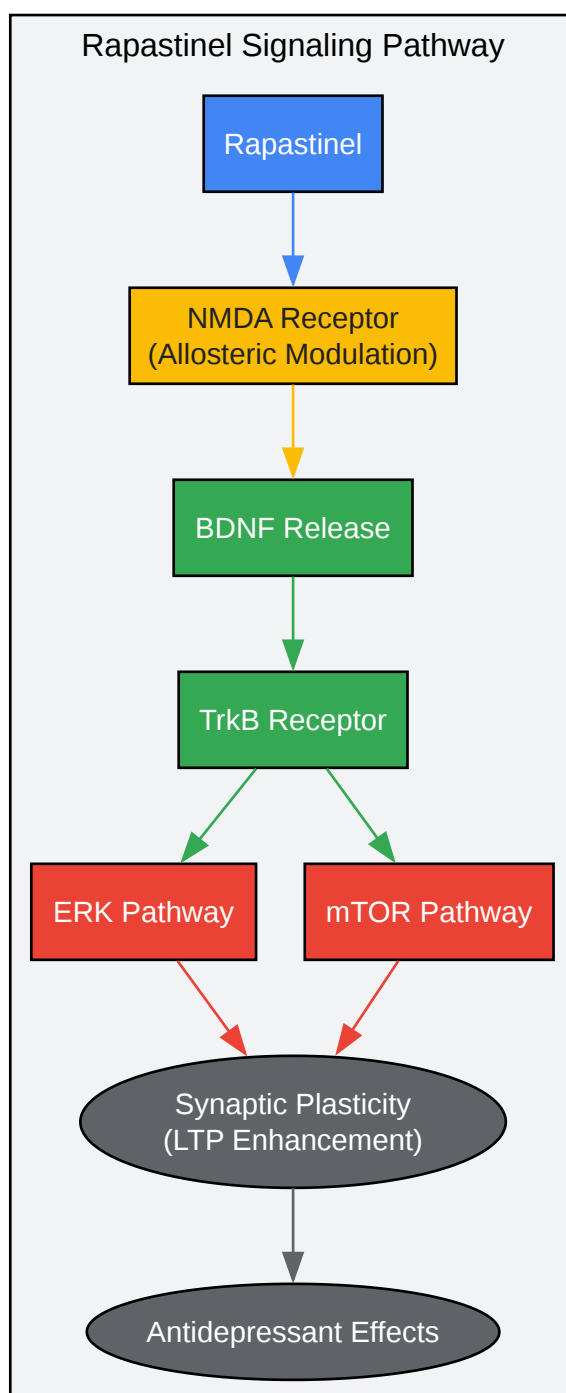 Rapastinel Signaling Pathway
Rapastinel
NMDA Receptor
(Allosteric Modulation)
BDNF Release
TrkB Receptor
ERK Pathway
mTOR Pathway
Synaptic Plasticity
(LTP Enhancement)
Antidepressant Effects